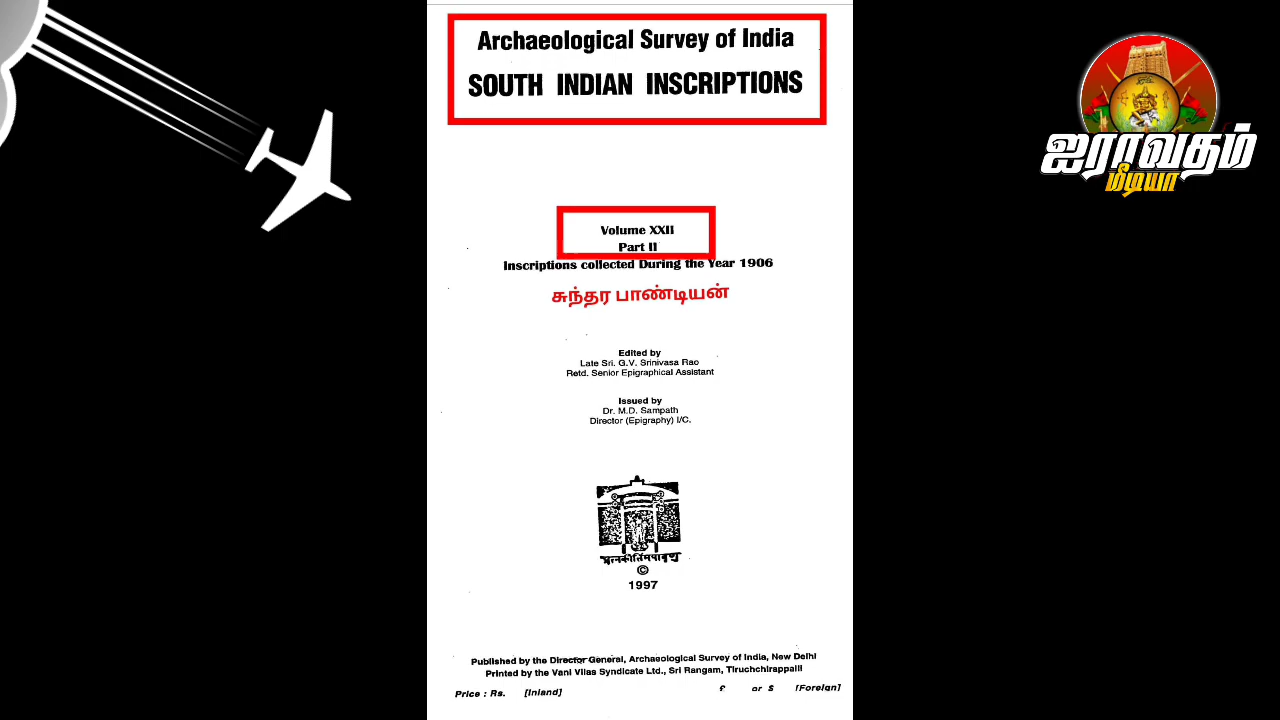 Archaeological Survey of India
SOUTH INDIAN INSCRIPTIONS
ஐராவதம்
மீடியா
Volume XXII
Part II
Inscriptions collected During the Year 1906
சுந்தர பாண்டியன்
Edited by
Late Sri. G.V. Srinivasa Rao
Retd. Senior Epigraphical Assistant
Issued by
Dr. M.D. Sampath
Director (Epigraphy) I/C.
©
1997
Published by the Director General, Archaeological Survey of India, New Delhi
Printed by the Vani Vilas Syndicate Ltd., Sri Rangam, Tiruchchirappalli
Price : Rs. [Inland] £ or $ [Foreign]